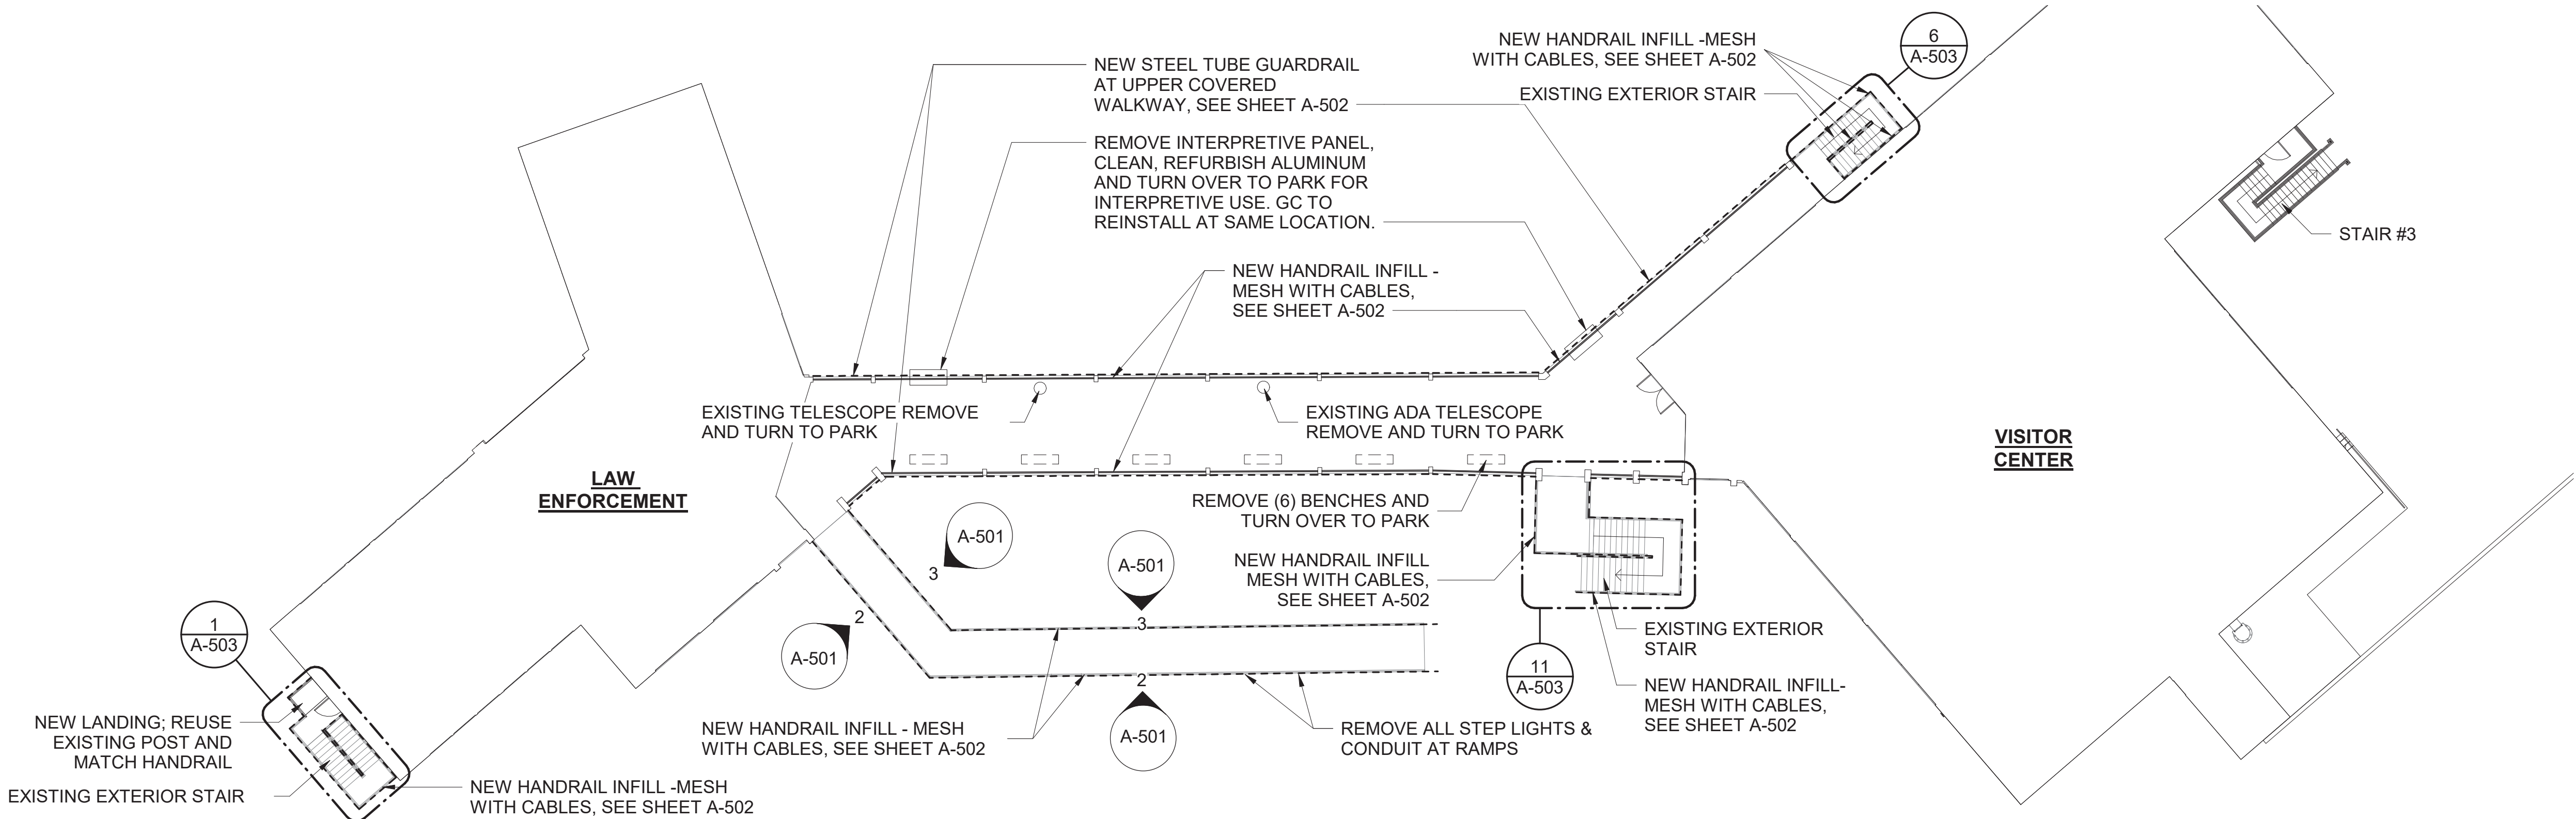 NEW STEEL TUBE GUARDRAIL
AT UPPER COVERED
WALKWAY, SEE SHEET A-502
REMOVE INTERPRETIVE PANEL,
CLEAN, REFURBISH ALUMINUM
AND TURN OVER TO PARK FOR
INTERPRETIVE USE. GC TO
REINSTALL AT SAME LOCATION.
NEW HANDRAIL INFILL -
MESH WITH CABLES,
SEE SHEET A-502
NEW HANDRAIL INFILL -MESH
WITH CABLES, SEE SHEET A-502
EXISTING EXTERIOR STAIR
6
A-503
STAIR #3
EXISTING TELESCOPE REMOVE
AND TURN TO PARK
EXISTING ADA TELESCOPE
REMOVE AND TURN TO PARK
LAW
ENFORCEMENT
VISITOR
CENTER
REMOVE (6) BENCHES AND
TURN OVER TO PARK
NEW HANDRAIL INFILL
MESH WITH CABLES,
SEE SHEET A-502
A-501
3
A-501
3
2
A-501
2
A-501
1
A-503
11
A-503
EXISTING EXTERIOR
STAIR
NEW HANDRAIL INFILL-
MESH WITH CABLES,
SEE SHEET A-502
NEW LANDING; REUSE
EXISTING POST AND
MATCH HANDRAIL
EXISTING EXTERIOR STAIR
NEW HANDRAIL INFILL -MESH
WITH CABLES, SEE SHEET A-502
NEW HANDRAIL INFILL - MESH
WITH CABLES, SEE SHEET A-502
REMOVE ALL STEP LIGHTS &
CONDUIT AT RAMPS